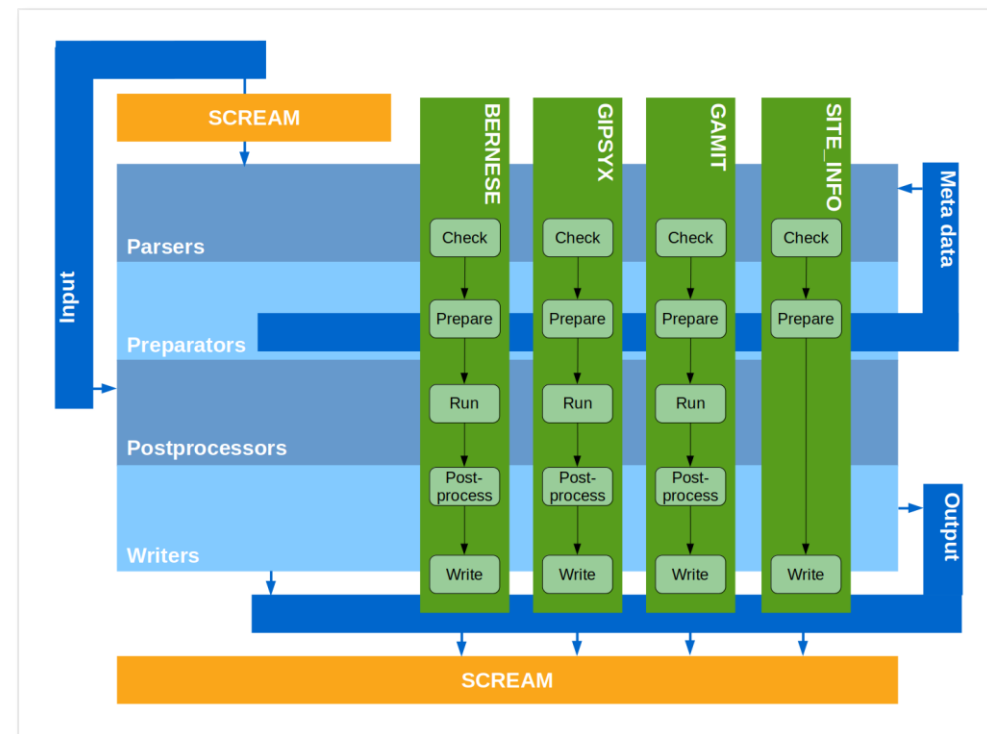 SCREAM
BERNESE
GIPSYX
GAMIT
SITE_INFO
Meta data
Input
Parsers
Check
Check
Check
Check
Preparators
Prepare
Prepare
Prepare
Prepare
Run
Run
Run
Postprocessors
Post-
process
Post-
process
Post-
process
Output
Writers
Write
Write
Write
Write
SCREAM